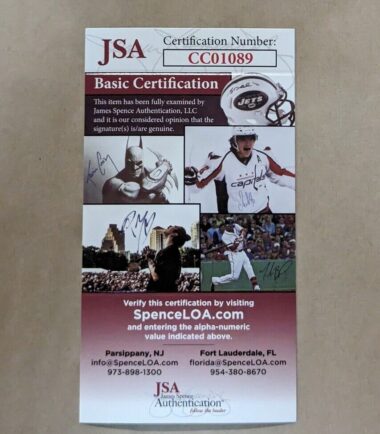 JSA
Certification Number:
CC01089
Basic Certification
This item has been fully examined by
James Spence Authentication, LLC
and it is our considered opinion that the
signature(s) is/are genuine.
JETS
capitals
Verify this certification by visiting
SpenceLOA.com
and entering the alpha-numeric
value indicated above.
Parsippany, NJ
info@SpenceLOA.com
973-898-1300
Fort Lauderdale, FL
florida@SpenceLOA.com
954-380-8670
JSA
James Spence
Authentication
Follow the leader